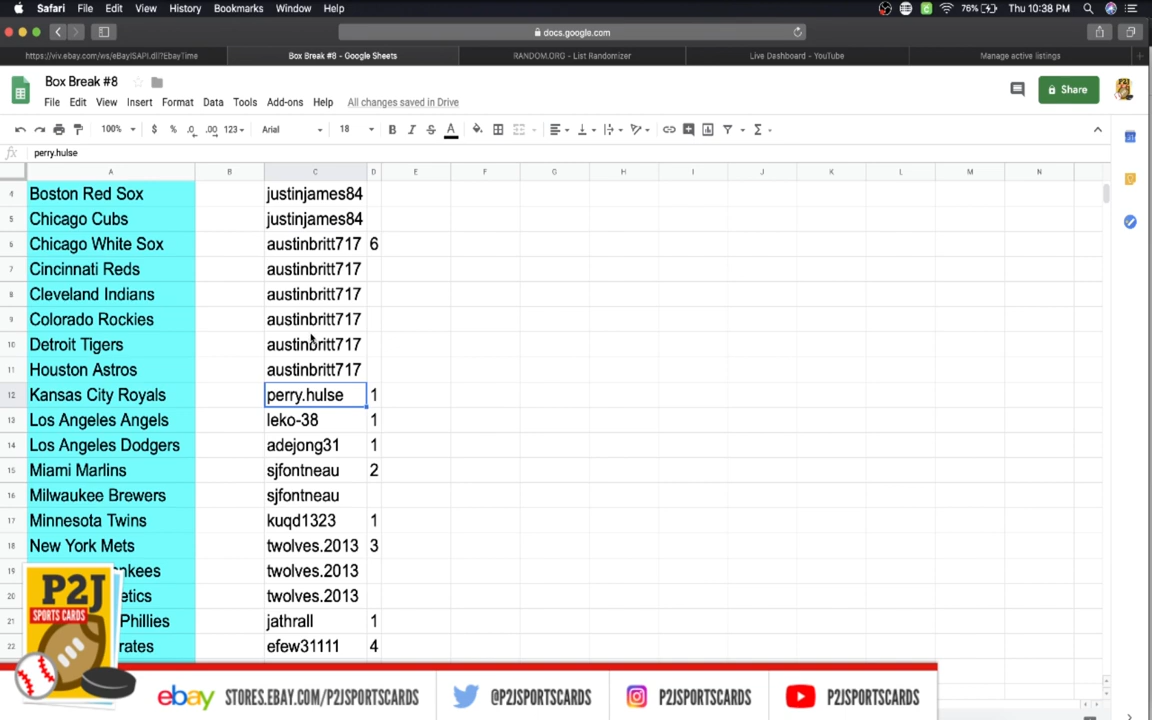 Safari File Edit View History Bookmarks Window Help 76% Thu 10:38 PM
docs.google.com
https://viv.ebay.com/ws/eBayISAPI.dll?EbayTime Box Break #8 - Google Sheets RANDOM.ORG - List Randomizer Live Dashboard - YouTube Manage active listings
Box Break #8
File Edit View Insert Format Data Tools Add-ons Help All changes saved in Drive Share
100% $ % .0 .00 123 Arial 18 B I S A
fx perry.hulse
A B C D E F G H I J K L M N
4 Boston Red Sox justinjames84
5 Chicago Cubs justinjames84
6 Chicago White Sox austinbritt717 6
7 Cincinnati Reds austinbritt717
8 Cleveland Indians austinbritt717
9 Colorado Rockies austinbritt717
10 Detroit Tigers austinbritt717
11 Houston Astros austinbritt717
12 Kansas City Royals perry.hulse 1
13 Los Angeles Angels leko-38 1
14 Los Angeles Dodgers adejong31 1
15 Miami Marlins sjfontneau 2
16 Milwaukee Brewers sjfontneau
17 Minnesota Twins kuqd1323 1
18 New York Mets twolves.2013 3
19 nkees twolves.2013
20 etics twolves.2013
21 Phillies jathrall 1
22 rates efew31111 4
P2J
SPORTS CARDS
ebay STORES.EBAY.COM/P2JSPORTSCARDS @P2JSPORTSCARDS P2JSPORTSCARDS P2JSPORTSCARDS